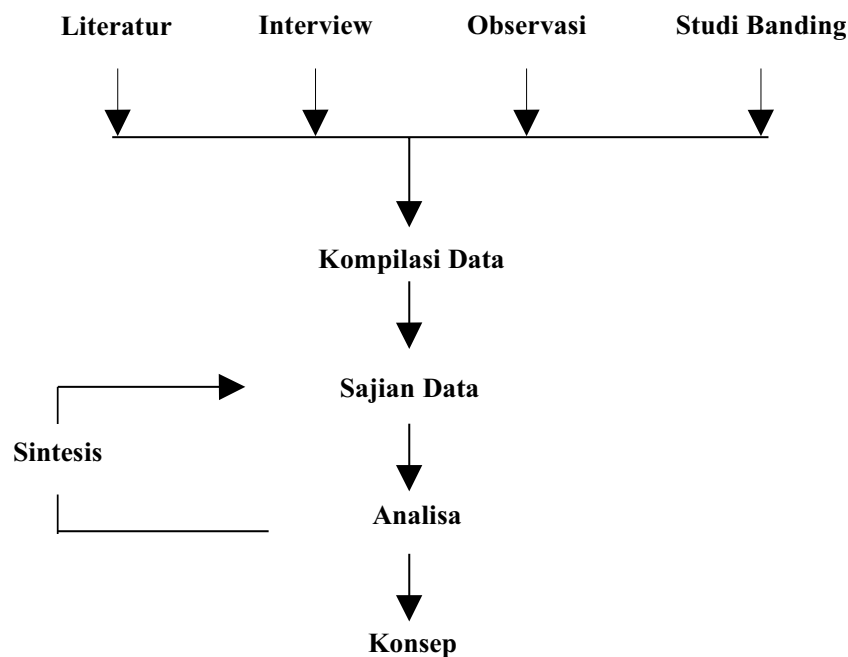 Literatur Interview Observasi Studi Banding
Kompilasi Data
Sajian Data
Sintesis
Analisa
Konsep